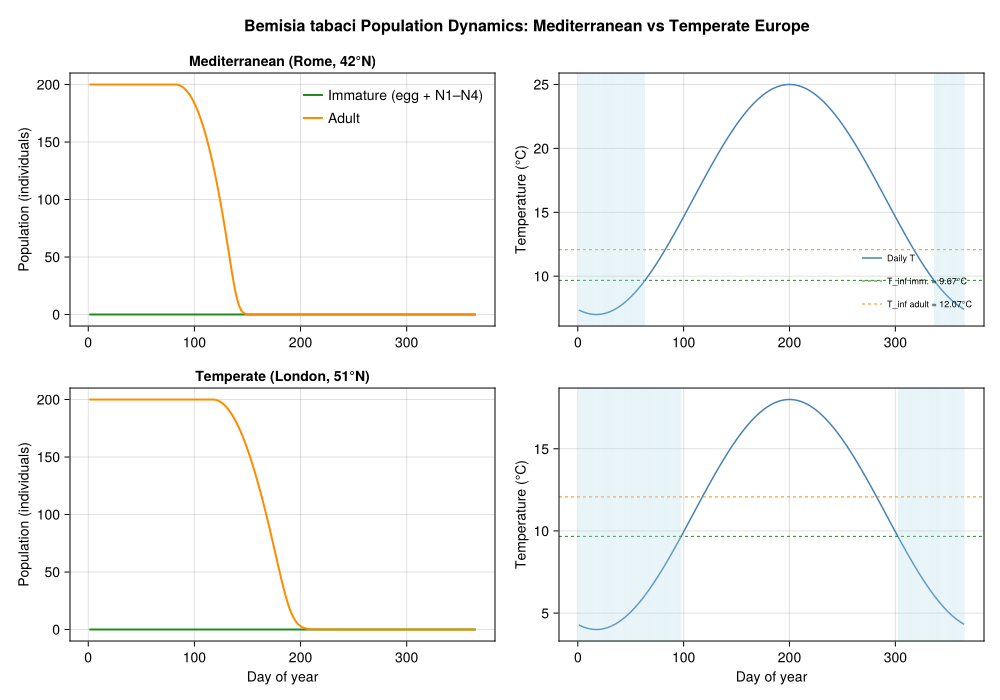 Bemisia tabaci Population Dynamics: Mediterranean vs Temperate Europe
Mediterranean (Rome, 42°N)
Population (individuals)
200
150
100
50
0
0
100
200
300
Immature (egg + N1–N4)
Adult
Temperature (°C)
25
20
15
10
0
100
200
300
Daily T
T_inf imm. = 9.67°C
T_inf adult = 12.07°C
Temperate (London, 51°N)
Population (individuals)
200
150
100
50
0
0
100
200
300
Day of year
Temperature (°C)
15
10
5
0
100
200
300
Day of year